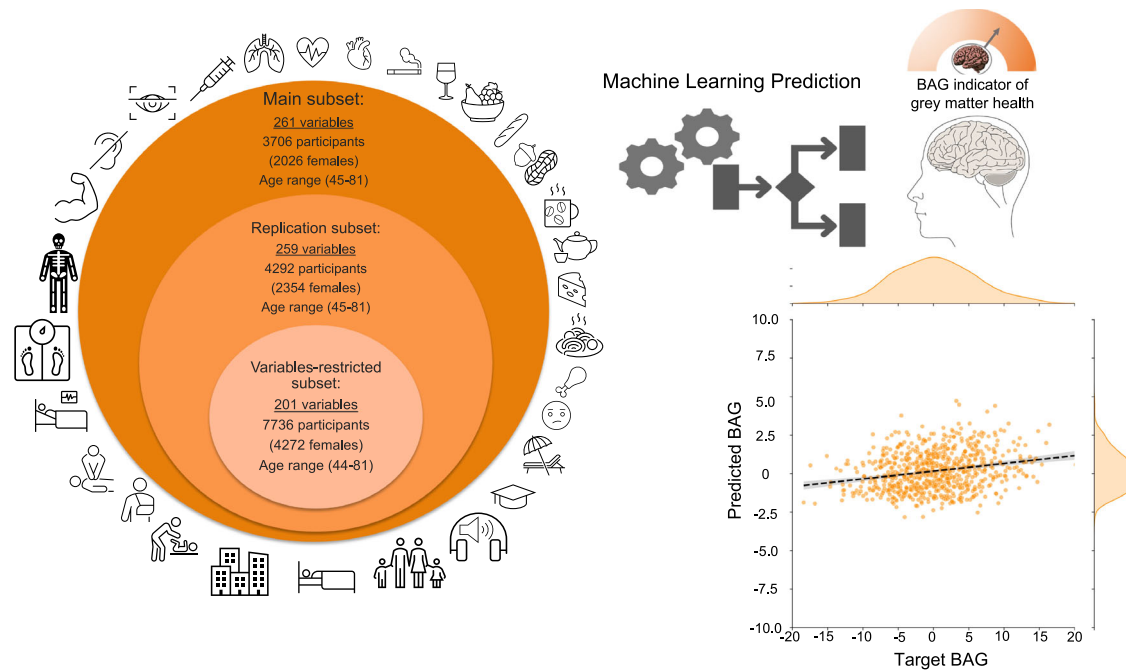 Main subset:
261 variables
3706 participants
(2026 females)
Age range (45-81)
Replication subset:
259 variables
4292 participants
(2354 females)
Age range (45-81)
Variables-restricted
subset:
201 variables
7736 participants
(4272 females)
Age range (44-81)
Machine Learning Prediction
BAG indicator of
grey matter health
Predicted BAG
10.0
7.5
5.0
2.5
0
-2.5
-5.0
-7.5
-10.0
-20 -15 -10 -5 0 5 10 15 20
Target BAG